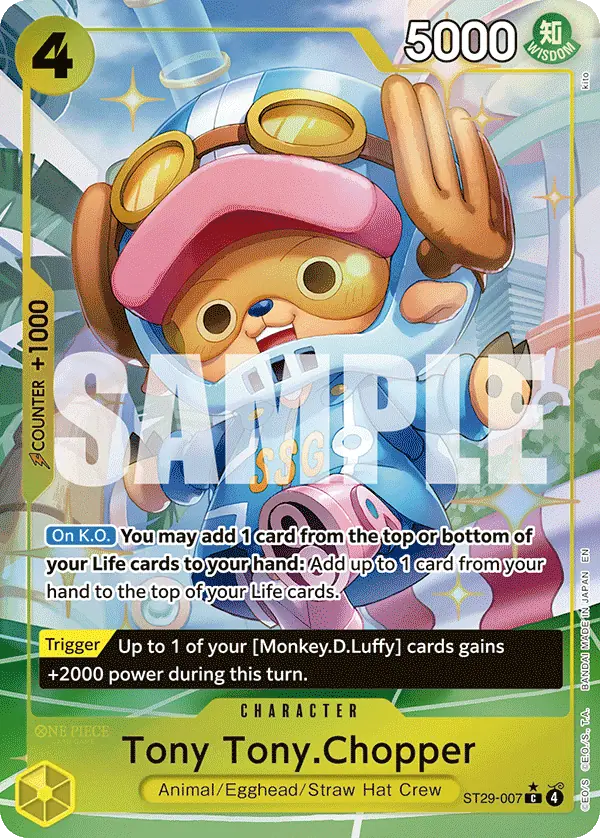 4
5000
知
WISDOM
kito
COUNTER +1000
SSG
SAMPLE
On K.O. You may add 1 card from the top or bottom of
your Life cards to your hand: Add up to 1 card from your
hand to the top of your Life cards.
Trigger Up to 1 of your [Monkey.D.Luffy] cards gains
+2000 power during this turn.
CHARACTER
ONE PIECE
Tony Tony.Chopper
Animal/Egghead/Straw Hat Crew
ST29-007 C 4
©E.O/S ©E.O./S., T.A. BANDAI MADE IN JAPAN EN